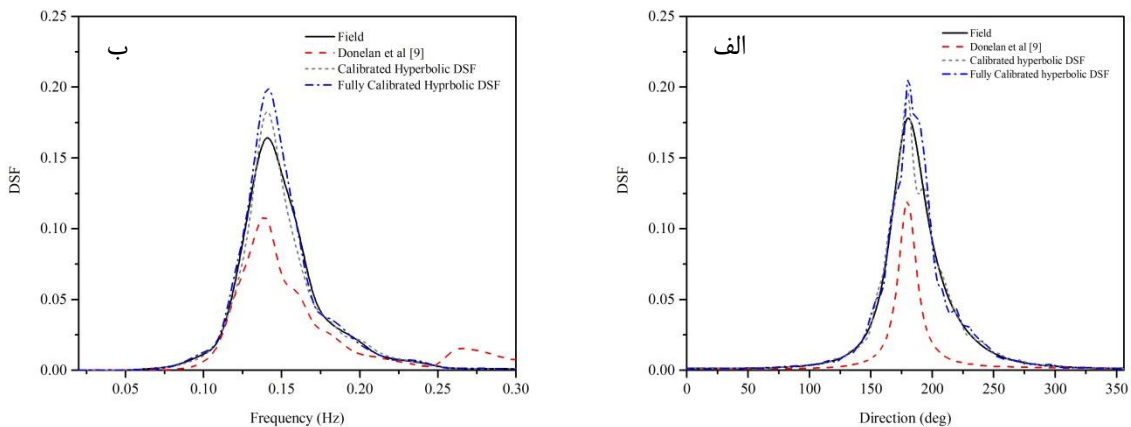 ب
Field
Donelan et al [9]
Calibrated Hyperbolic DSF
Fully Calibrated Hyprbolic DSF
0.25
0.20
0.15
0.10
0.05
0.00
DSF
0.05
0.10
0.15
0.20
0.25
0.30
Frequency (Hz)
الف
Field
Donelan et al [9]
Calibrated hyperbolic DSF
Fully Calibrated hyperbolic DSF
0.25
0.20
0.15
0.10
0.05
0.00
DSF
0
50
100
150
200
250
300
350
Direction (deg)